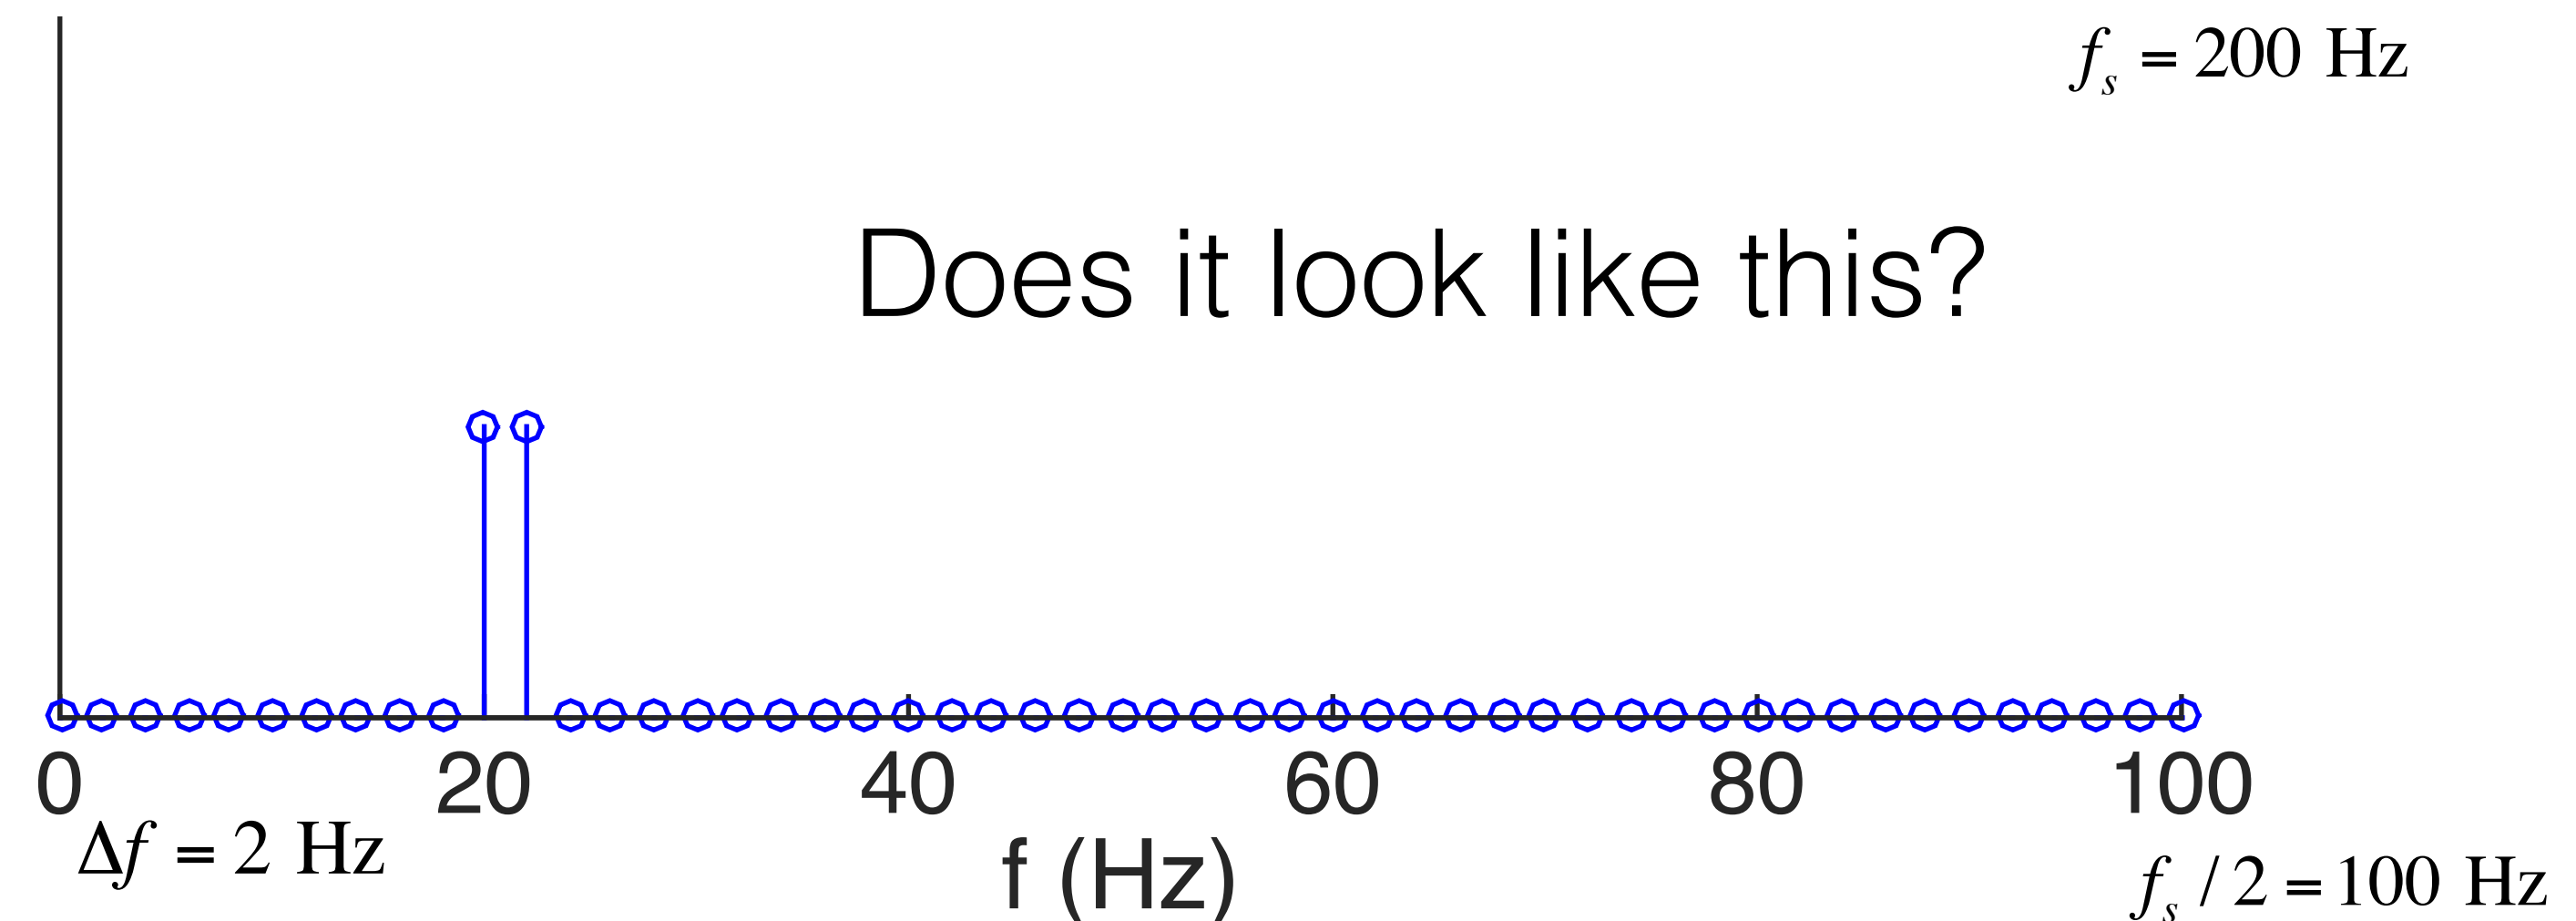 f_s = 200 Hz
Does it look like this?
0 20 40 60 80 100
Δf = 2 Hz
f (Hz)
f_s / 2 = 100 Hz